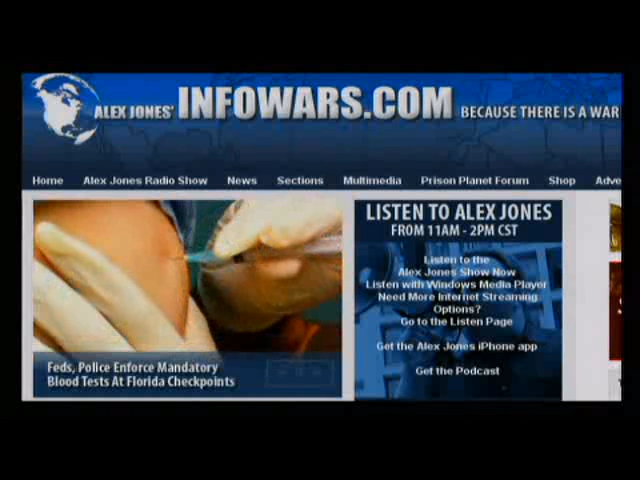 ALEX JONES' INFOWARS.COM BECAUSE THERE IS A WAR
Home Alex Jones Radio Show News Sections Multimedia Prison Planet Forum Shop Adve
LISTEN TO ALEX JONES
FROM 11AM - 2PM CST
Listen to the
Alex Jones Show Now
Listen with Windows Media Player
Need More Internet Streaming
Options?
Go to the Listen Page
Get the Alex Jones iPhone app
Get the Podcast
Feds, Police Enforce Mandatory
Blood Tests At Florida Checkpoints